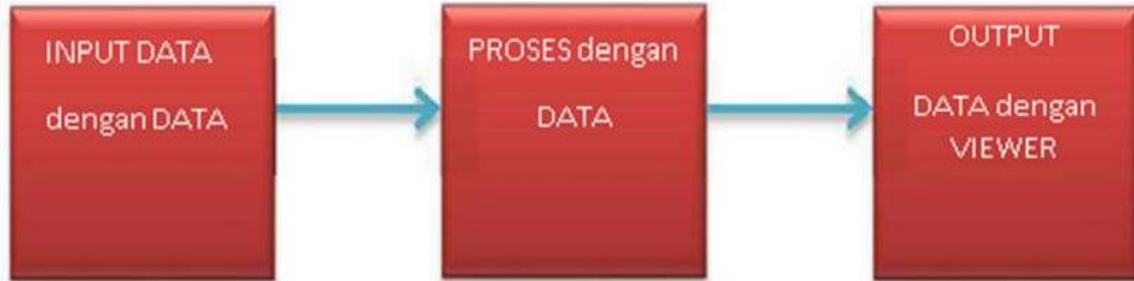 INPUT DATA
dengan DATA
PROSES dengan
DATA
OUTPUT
DATA dengan
VIEWER